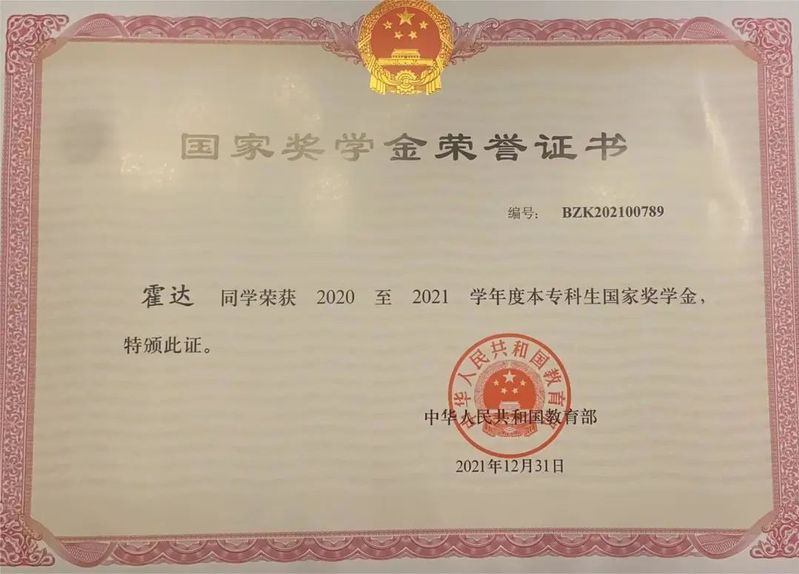 国家奖学金荣誉证书
编号: BZK202100789
霍达 同学荣获 2020 至 2021 学年度本专科生国家奖学金,
特颁此证。
中华人民共和国教育部
中华人民共和国教育部
2021年12月31日